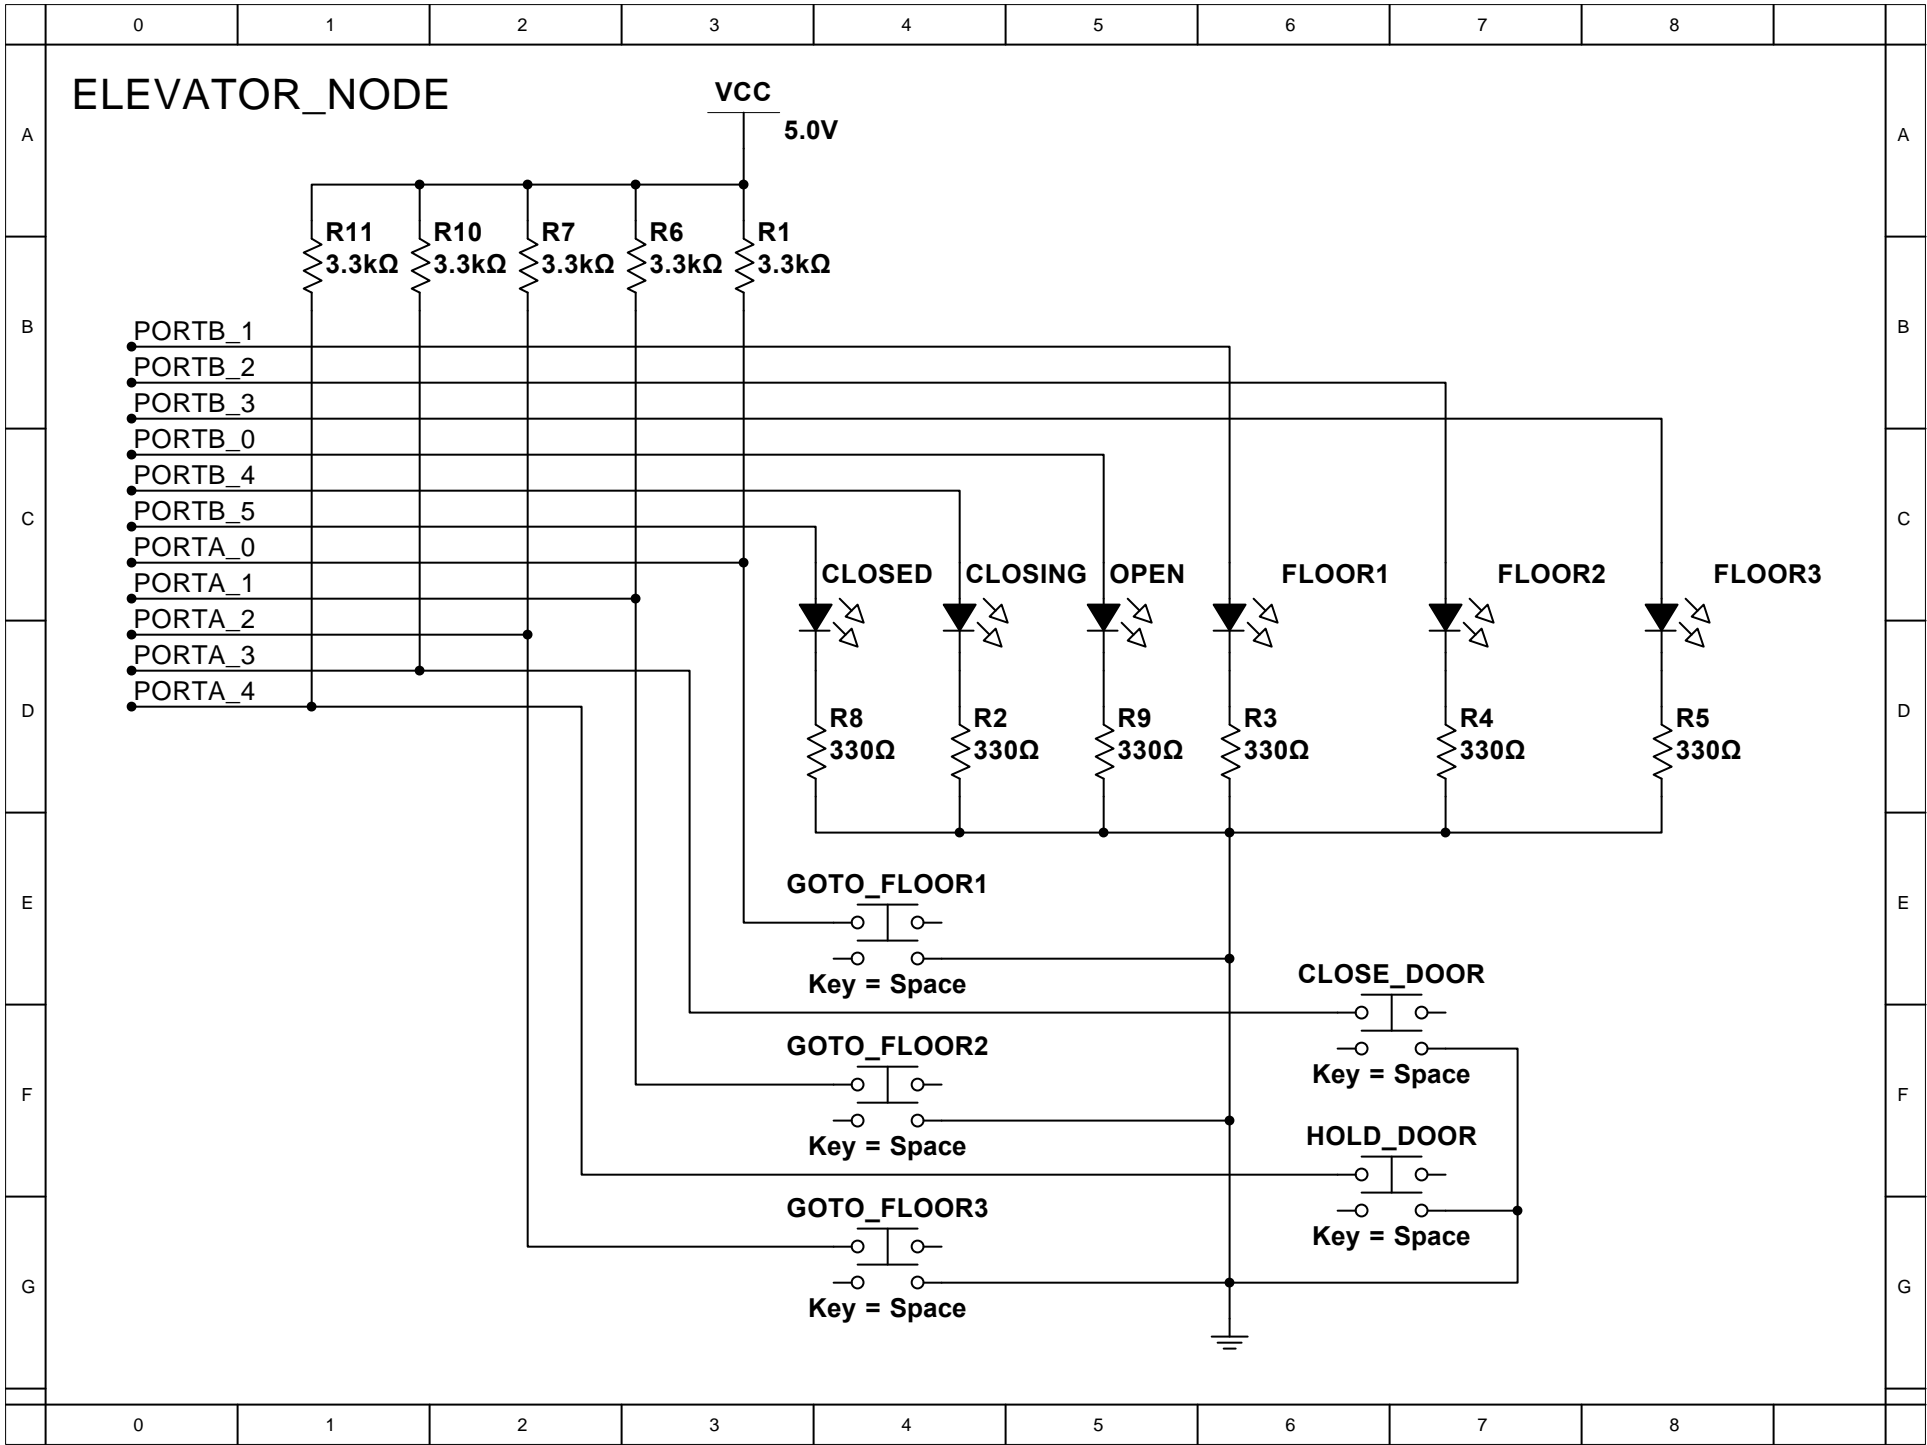 0 1 2 3 4 5 6 7 8
ELEVATOR_NODE
VCC
5.0V
A A
R11 R10 R7 R6 R1
3.3kΩ 3.3kΩ 3.3kΩ 3.3kΩ 3.3kΩ
B B
PORTB_1
PORTB_2
PORTB_3
PORTB_0
PORTB_4
PORTB_5
C C
PORTA_0
PORTA_1
PORTA_2
PORTA_3
PORTA_4
CLOSED CLOSING OPEN FLOOR1 FLOOR2 FLOOR3
D D
R8 R2 R9 R3 R4 R5
330Ω 330Ω 330Ω 330Ω 330Ω 330Ω
E E
GOTO_FLOOR1
Key = Space
CLOSE_DOOR
Key = Space
GOTO_FLOOR2
Key = Space
F F
HOLD_DOOR
Key = Space
GOTO_FLOOR3
Key = Space
G G
0 1 2 3 4 5 6 7 8